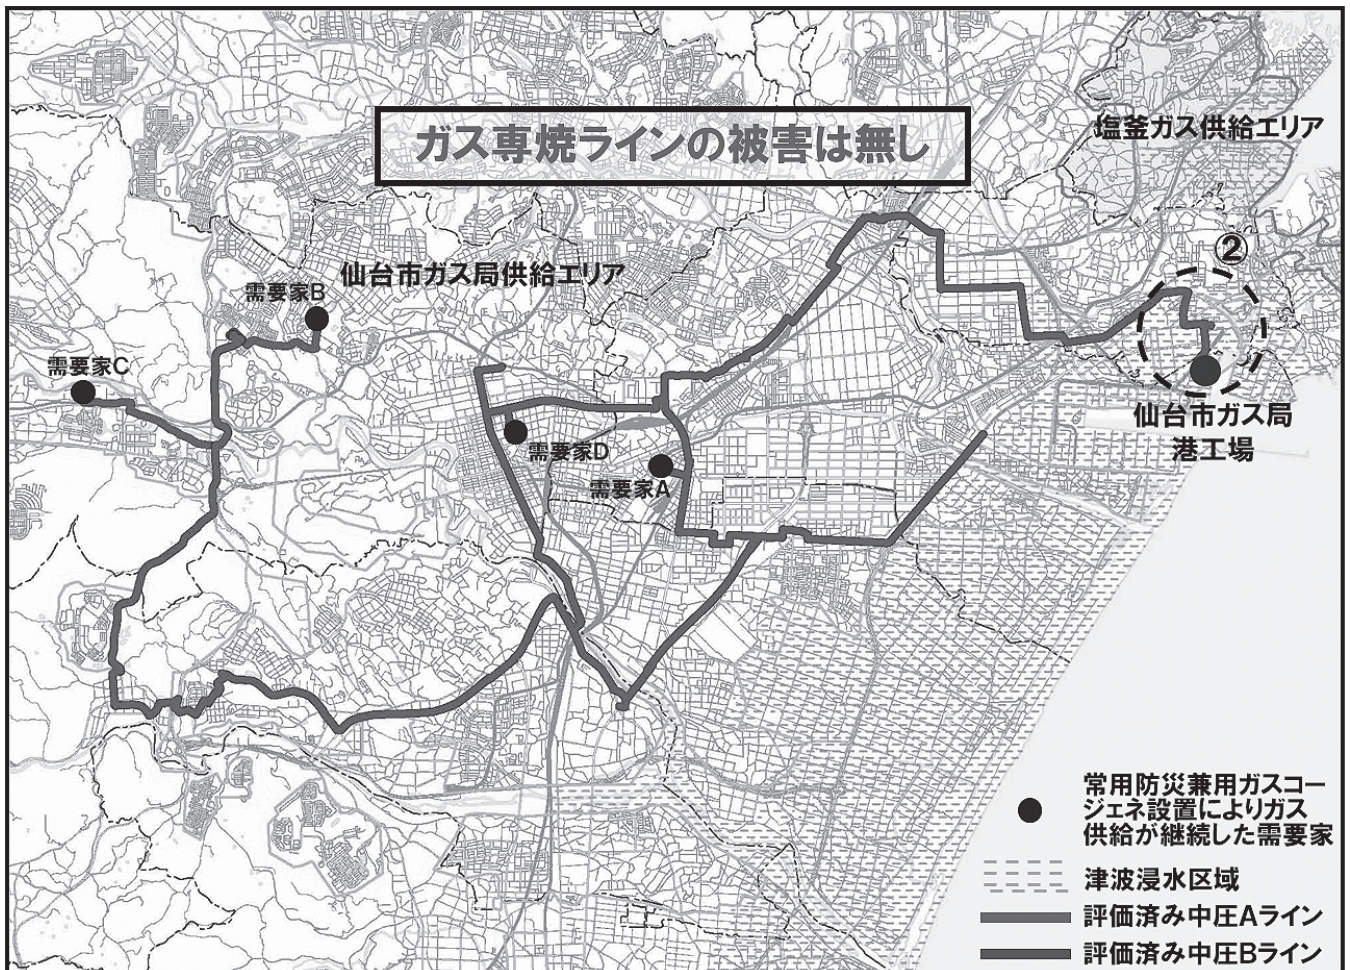 ガス専焼ラインの被害は無し
塩釜ガス供給エリア
②
仙台市ガス局供給エリア
需要家B
需要家C
仙台市ガス局
港工場
需要家D
需要家A
常用防災兼用ガスコー
ジェネ設置によりガス
供給が継続した需要家
津波浸水区域
評価済み中圧Aライン
評価済み中圧Bライン